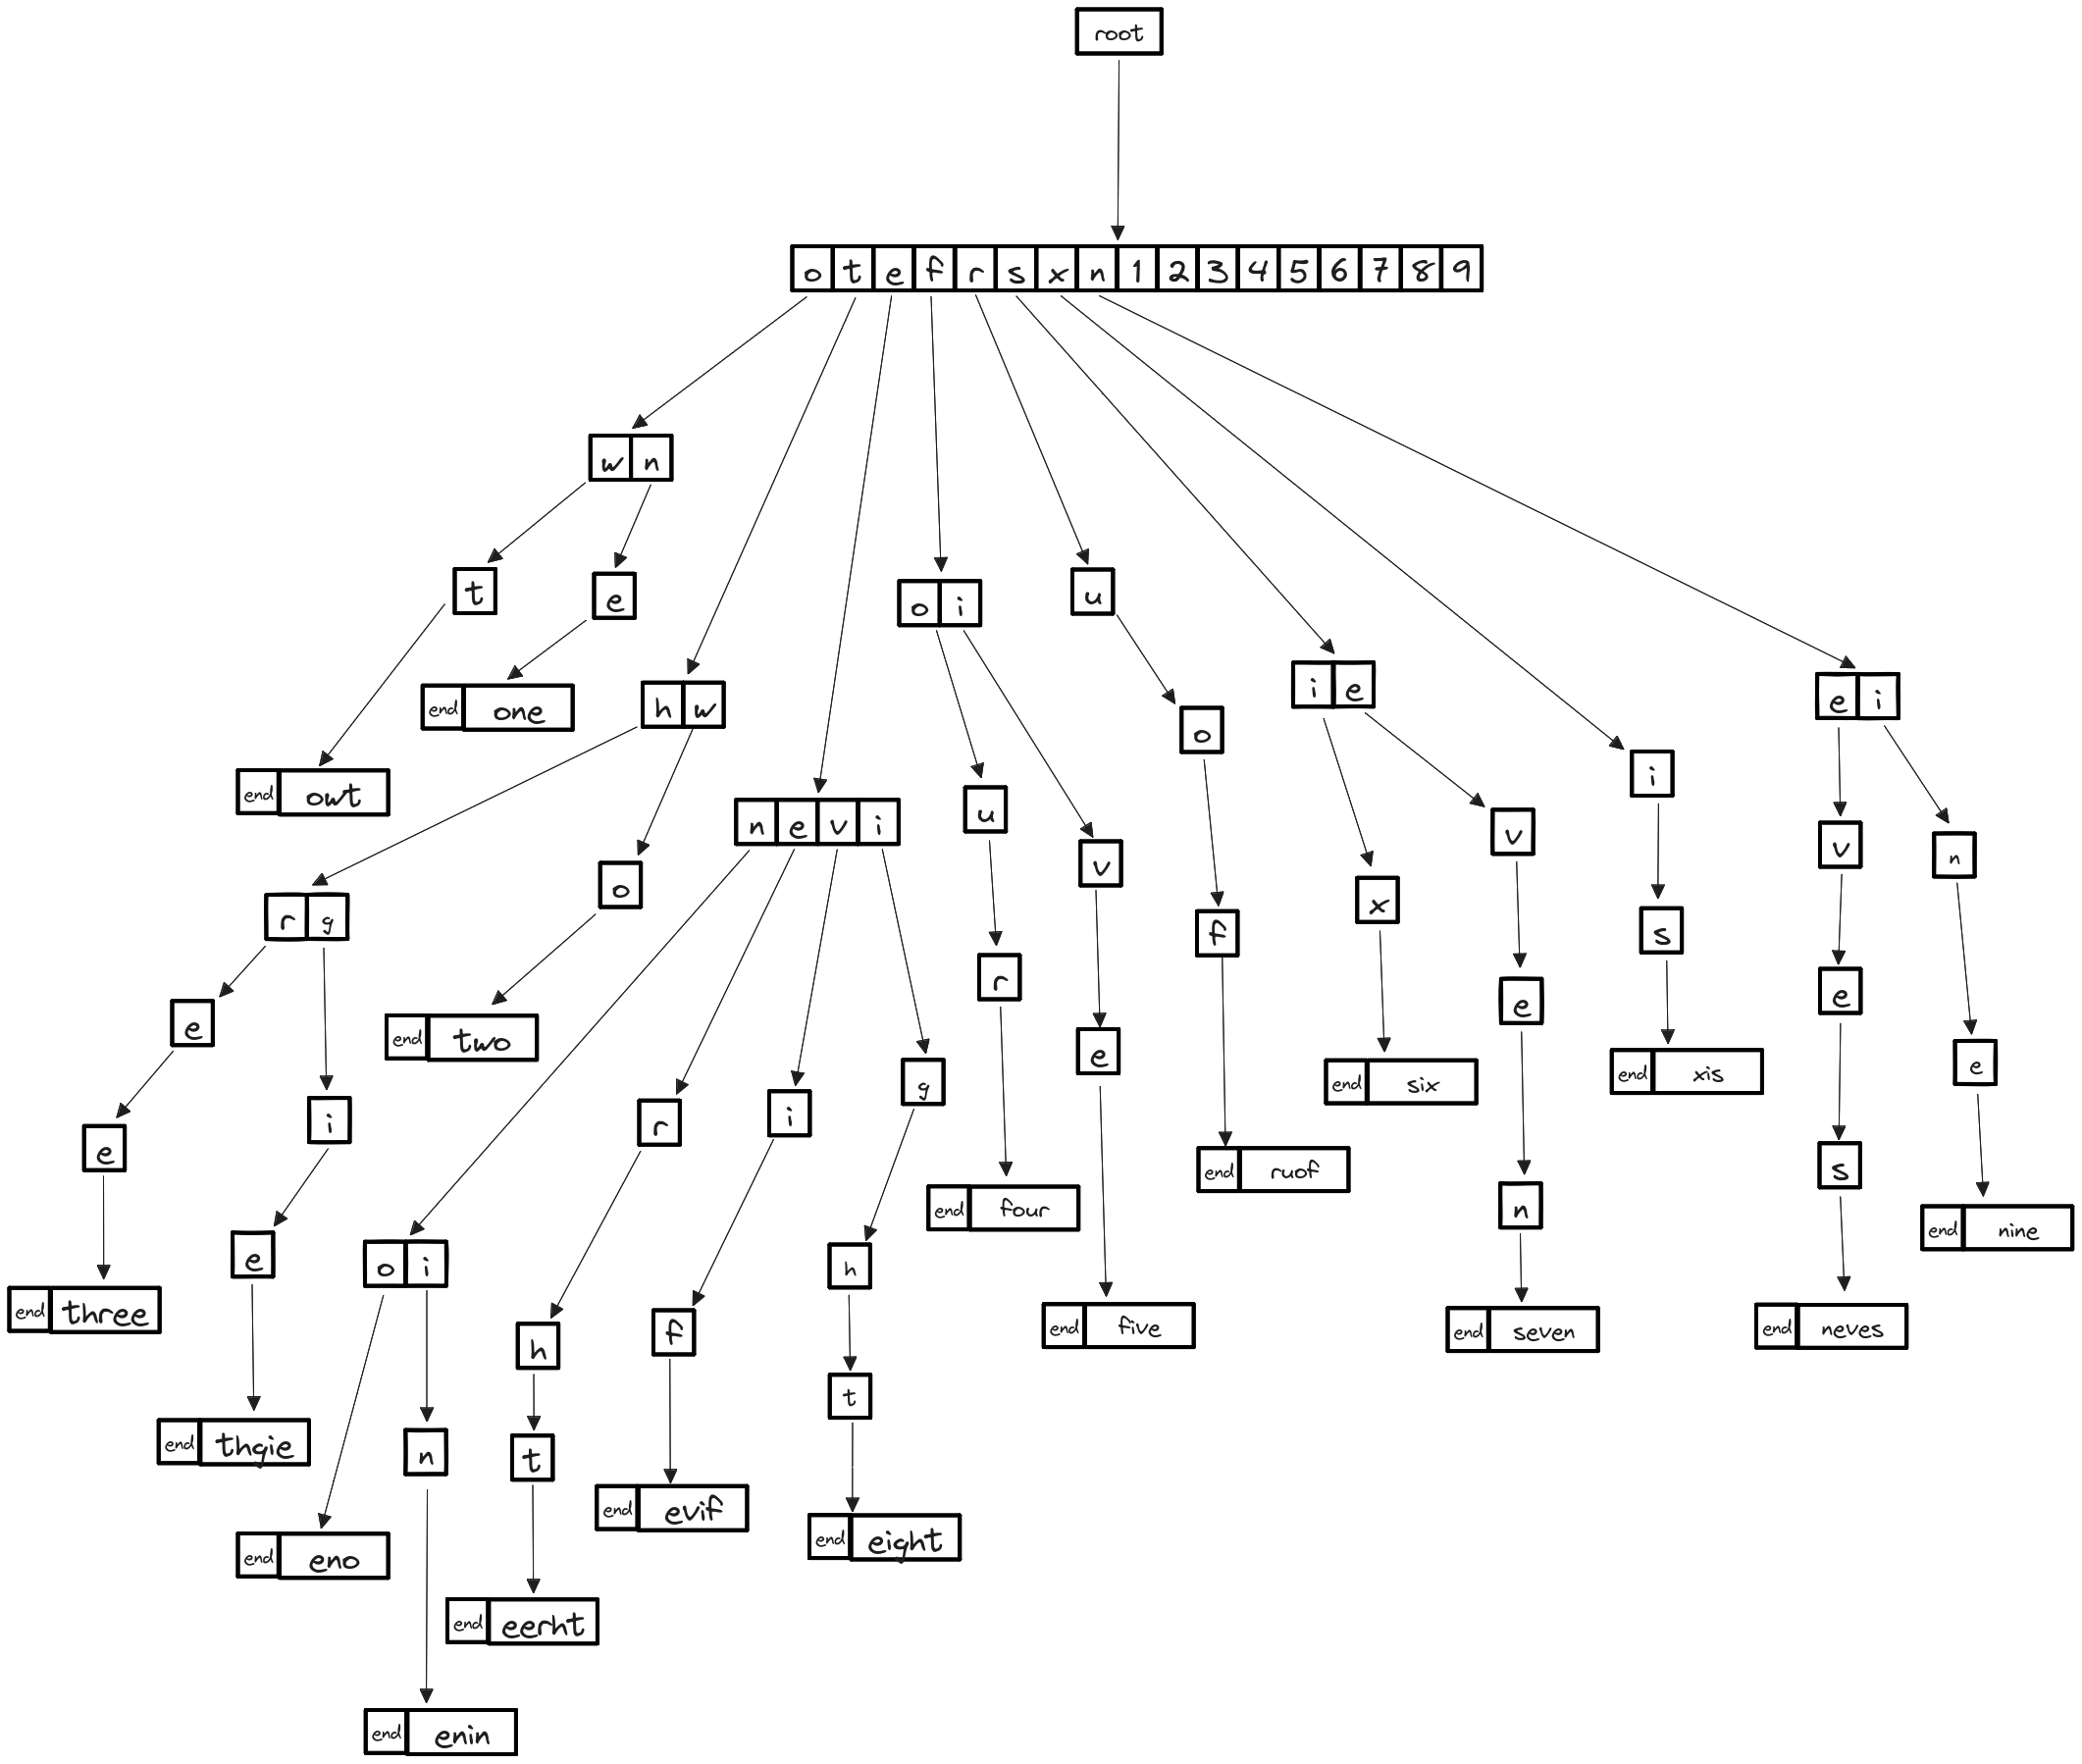 root
o t e f r s x n 1 2 3 4 5 6 7 8 9
w n
t
e
end one
end owt
h w
r g
o
end two
e
e
end three
i
e
end thqie
n e v i
o i
end eno
n
end enin
r
h
t
end eerht
i
f
end evif
g
h
t
end eiqht
o i
u
r
end four
v
e
end five
u
o
f
end ruof
i e
x
end six
v
e
n
end seven
i
s
end xis
e i
v
e
s
end neves
n
e
end nine